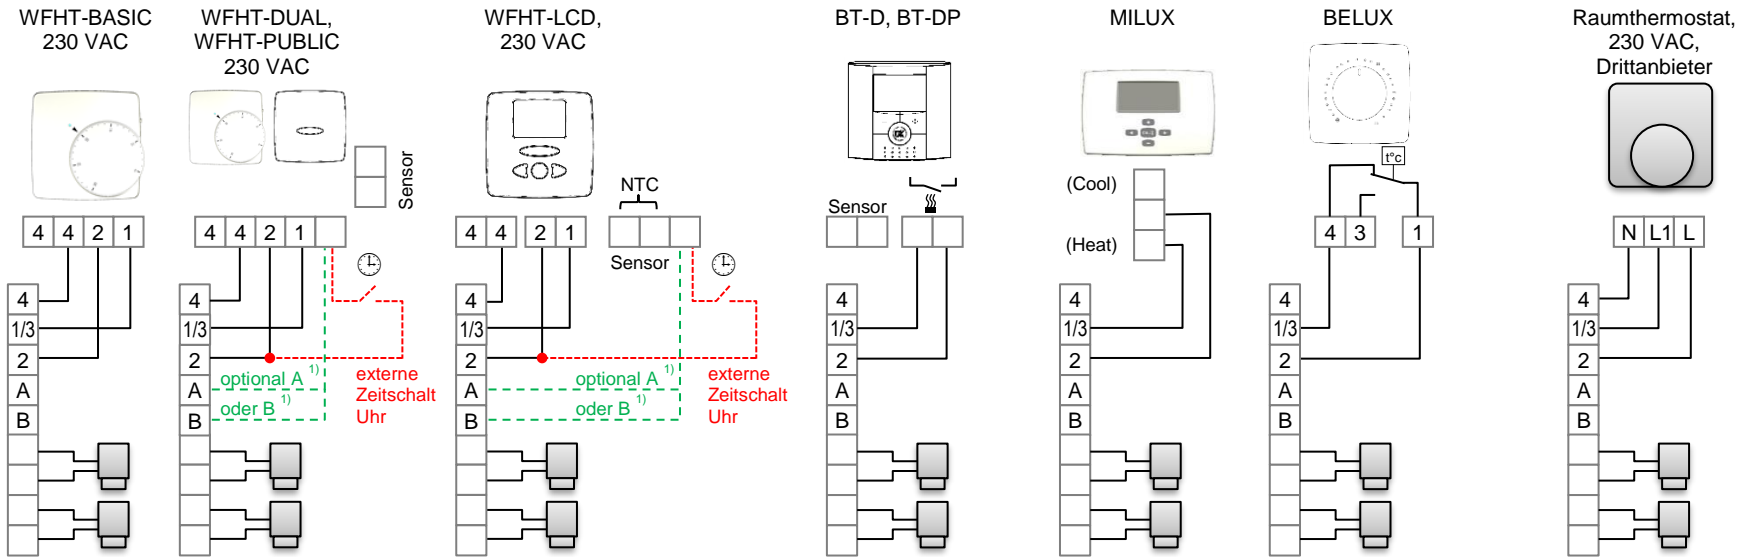 WFHT-BASIC
230 VAC
4 4 2 1
4
1/3
2
A
B
WFHT-DUAL,
WFHT-PUBLIC
230 VAC
Sensor
4 4 2 1
4
1/3
2
A
B
optional A 1)
oder B 1)
externe
Zeitschalt
Uhr
WFHT-LCD,
230 VAC
NTC
4 4 2 1
Sensor
4
1/3
2
A
B
optional A 1)
oder B 1)
externe
Zeitschalt
Uhr
BT-D, BT-DP
Sensor
4
1/3
2
A
B
MILUX
(Cool)
(Heat)
4
1/3
2
A
B
BELUX
t°c
4 3 1
4
1/3
2
A
B
Raumthermostat,
230 VAC,
Drittanbieter
N L1 L
4
1/3
2
A
B